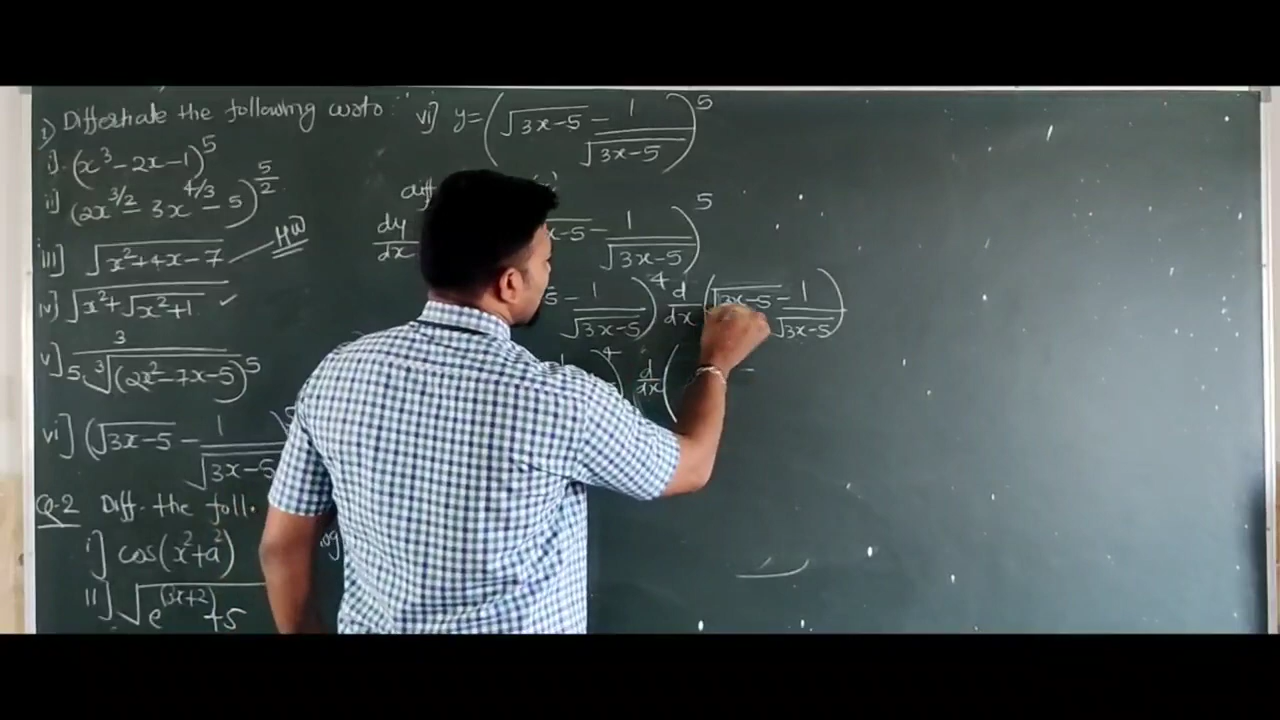 1) Differntiate the following w.r.to.
i]. (x³-2x-1)⁵
ii] (2x^{3/2} - 3x^{4/3} - 5)^{5/2}
iii] √(x²+4x-7) HW
iv] √(x²+√(x²+1)) ✓
v] 3/(5 ∛((2x²-7x-5)⁵))
vi] (√(3x-5) - 1/√(3x-5)
Q-2 Diff. the foll.
i] cos(x²+a²)
ii] √(e^{(3x+2)}+5
vi] y=(√(3x-5) - 1/√(3x-5))⁵
diff
dy/dx x-5 - 1/√(3x-5))⁵
5 - 1/√(3x-5))⁴ d/dx (√(3x-5) - 1/√(3x-5))
)⁴ d/dx (